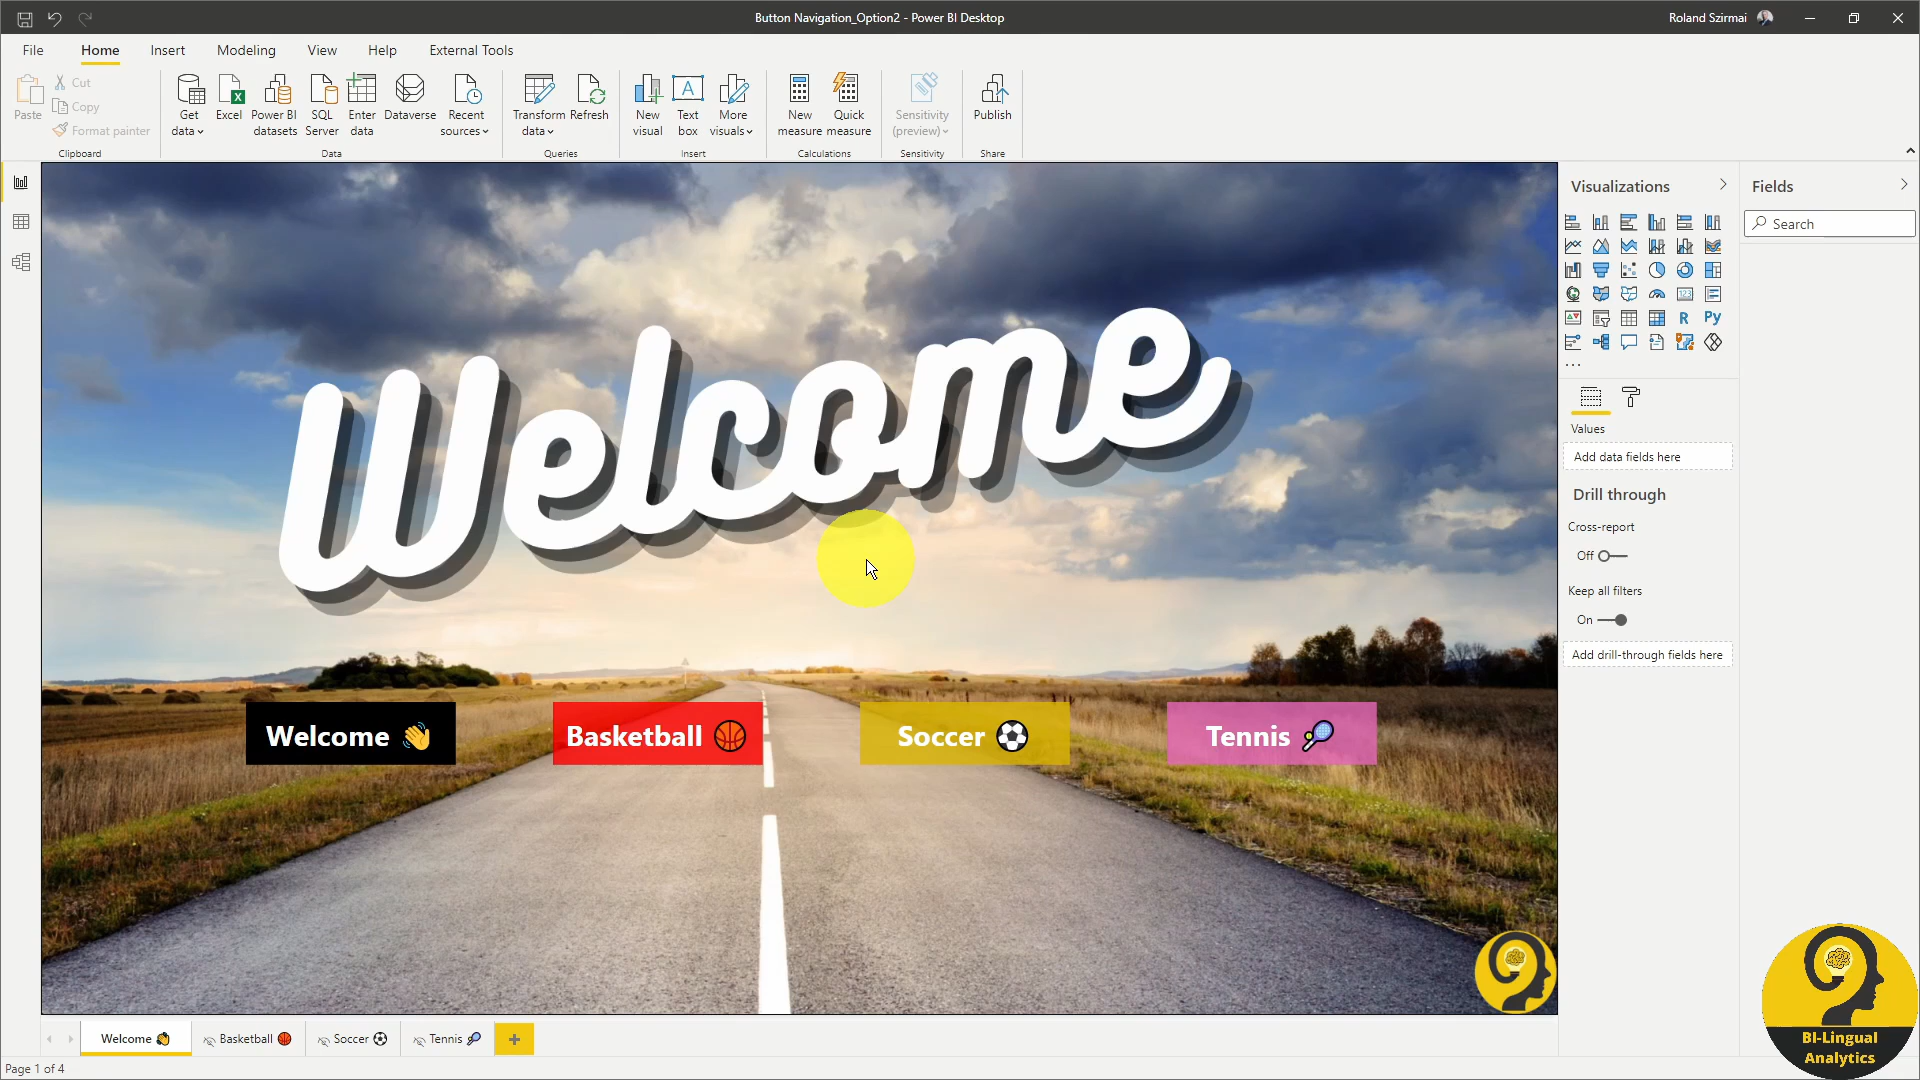 Button Navigation_Option2 - Power BI Desktop
Roland Szirmai
File Home Insert Modeling View Help External Tools
Paste
Cut
Copy
Format painter
Clipboard
Get data
Excel
Power BI datasets
SQL Server
Enter data
Dataverse
Recent sources
Data
Transform data
Refresh
Queries
New visual
Text box
More visuals
Insert
New measure
Quick measure
Calculations
Sensitivity (preview)
Sensitivity
Publish
Share
Welcome
Welcome
Basketball
Soccer
Tennis
Visualizations
R
Py
123
...
Values
Add data fields here
Drill through
Cross-report
Off
Keep all filters
On
Add drill-through fields here
Fields
Search
Welcome
Basketball
Soccer
Tennis
+
Page 1 of 4
BI-Lingual
Analytics